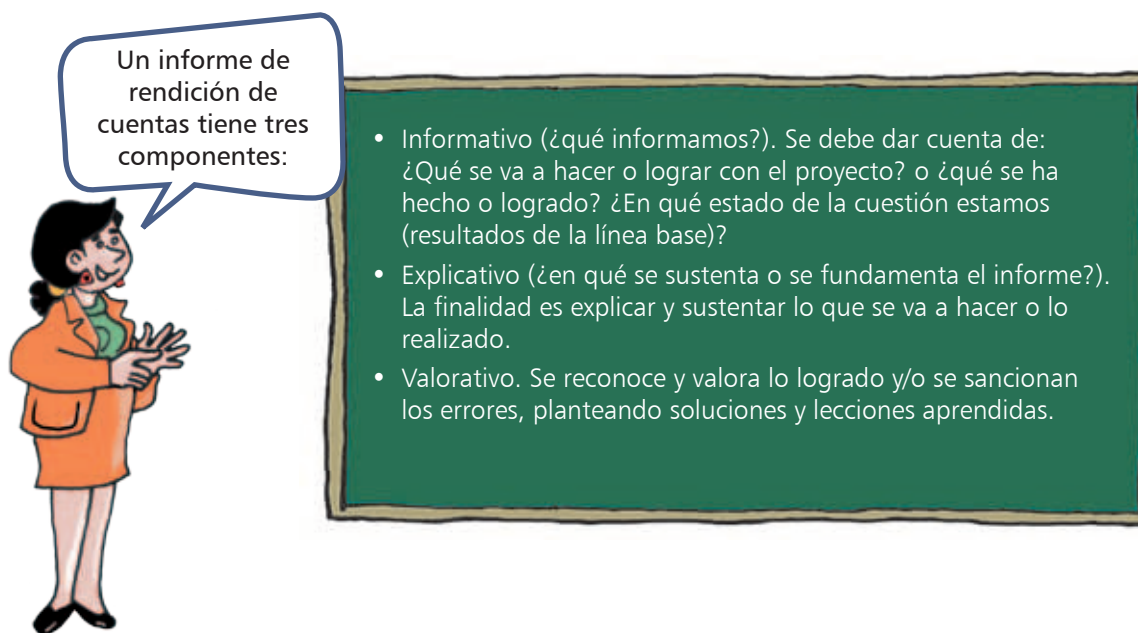 Un informe de
rendición de
cuentas tiene tres
componentes:
• Informativo (¿qué informamos?). Se debe dar cuenta de:
¿Qué se va a hacer o lograr con el proyecto? o ¿qué se ha
hecho o logrado? ¿En qué estado de la cuestión estamos
(resultados de la línea base)?
• Explicativo (¿en qué se sustenta o se fundamenta el informe?).
La finalidad es explicar y sustentar lo que se va a hacer o lo
realizado.
• Valorativo. Se reconoce y valora lo logrado y/o se sancionan
los errores, planteando soluciones y lecciones aprendidas.